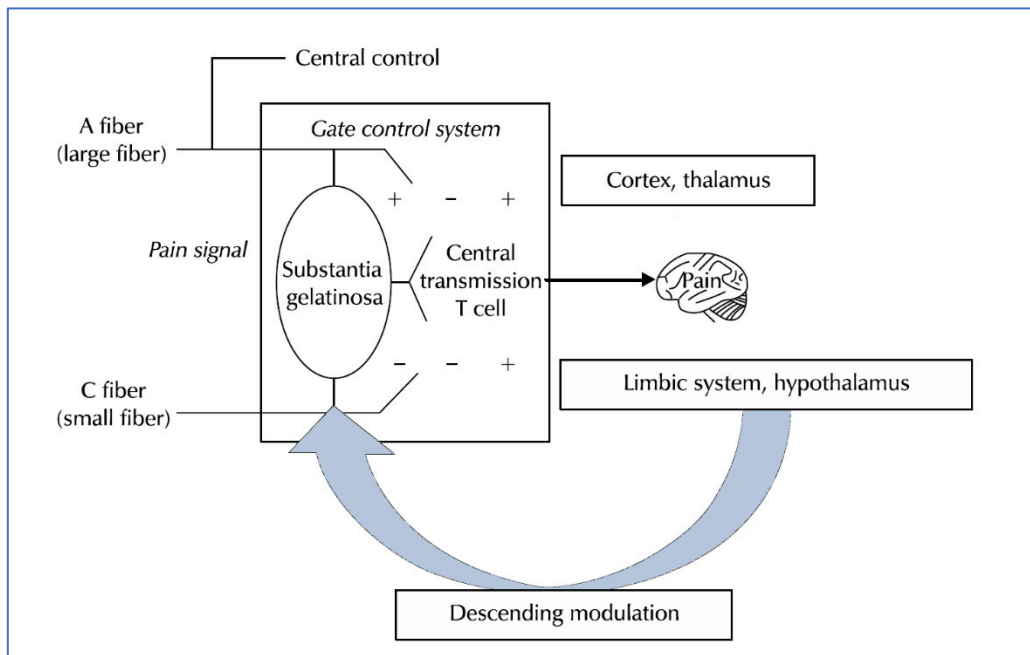 Central control
A fiber
(large fiber)
Gate control system
+ − +
Cortex, thalamus
Pain signal
Substantia
gelatinosa
Central
transmission
T cell
Pain
− − +
C fiber
(small fiber)
Limbic system, hypothalamus
Descending modulation